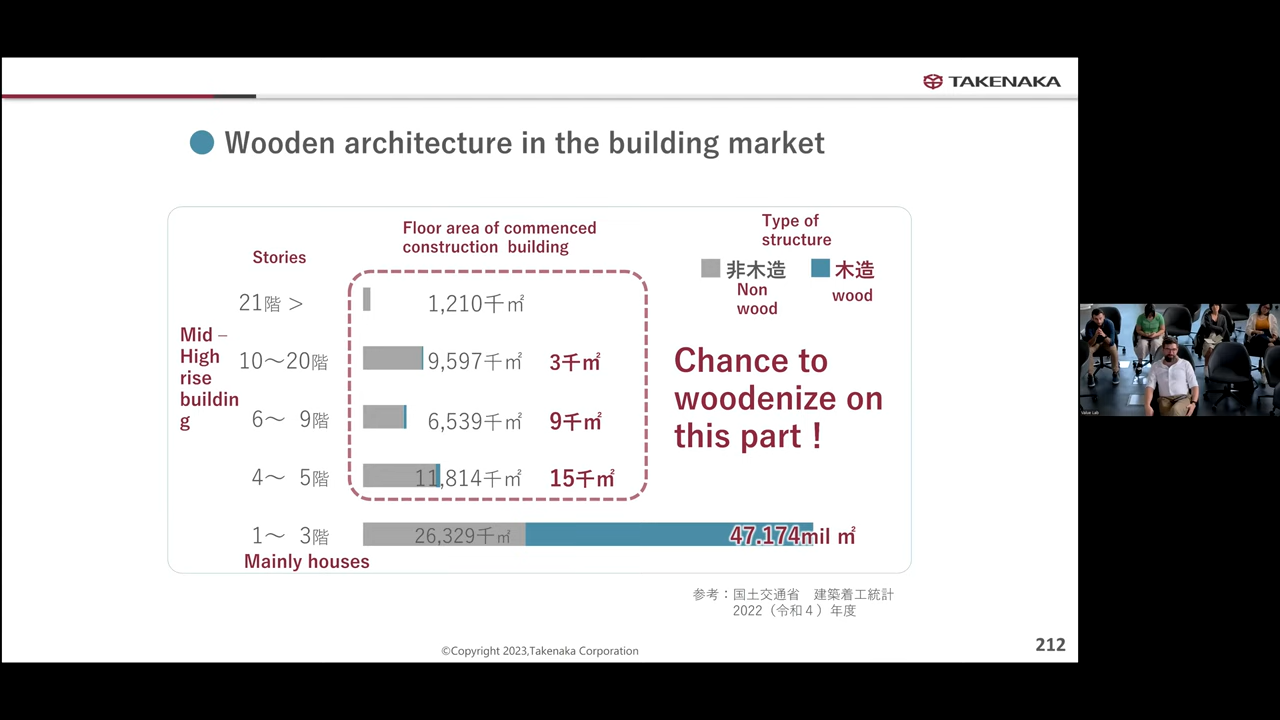 TAKENAKA
Wooden architecture in the building market
Floor area of commenced
construction building
Type of
structure
Stories
非木造
木造
Non
wood
wood
21階 >
1,210千㎡
Mid –
High
rise
buildin
g
10～20階
9,597千㎡
3千㎡
6～ 9階
6,539千㎡
9千㎡
4～ 5階
11,814千㎡
15千㎡
Chance to
woodenize on
this part！
1～ 3階
26,329千㎡
47.174mil ㎡
Mainly houses
参考：国土交通省　建築着工統計
2022（令和４）年度
©Copyright 2023,Takenaka Corporation
212